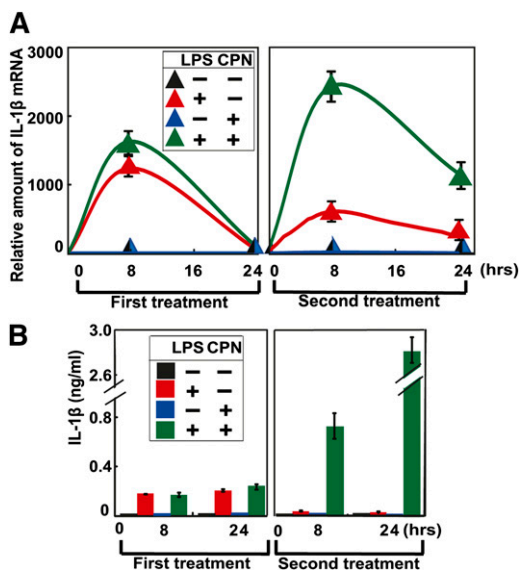 A
Relative amount of IL-1β mRNA
3000
2000
1000
0
LPS CPN
− −
+ −
− +
+ +
0 8 16 24 0 8 16 24 (hrs)
First treatment Second treatment
B
IL-1β (ng/ml)
3.0
2.6
0.8
0.4
0
LPS CPN
− −
+ −
− +
+ +
0 8 24 0 8 24 (hrs)
First treatment Second treatment